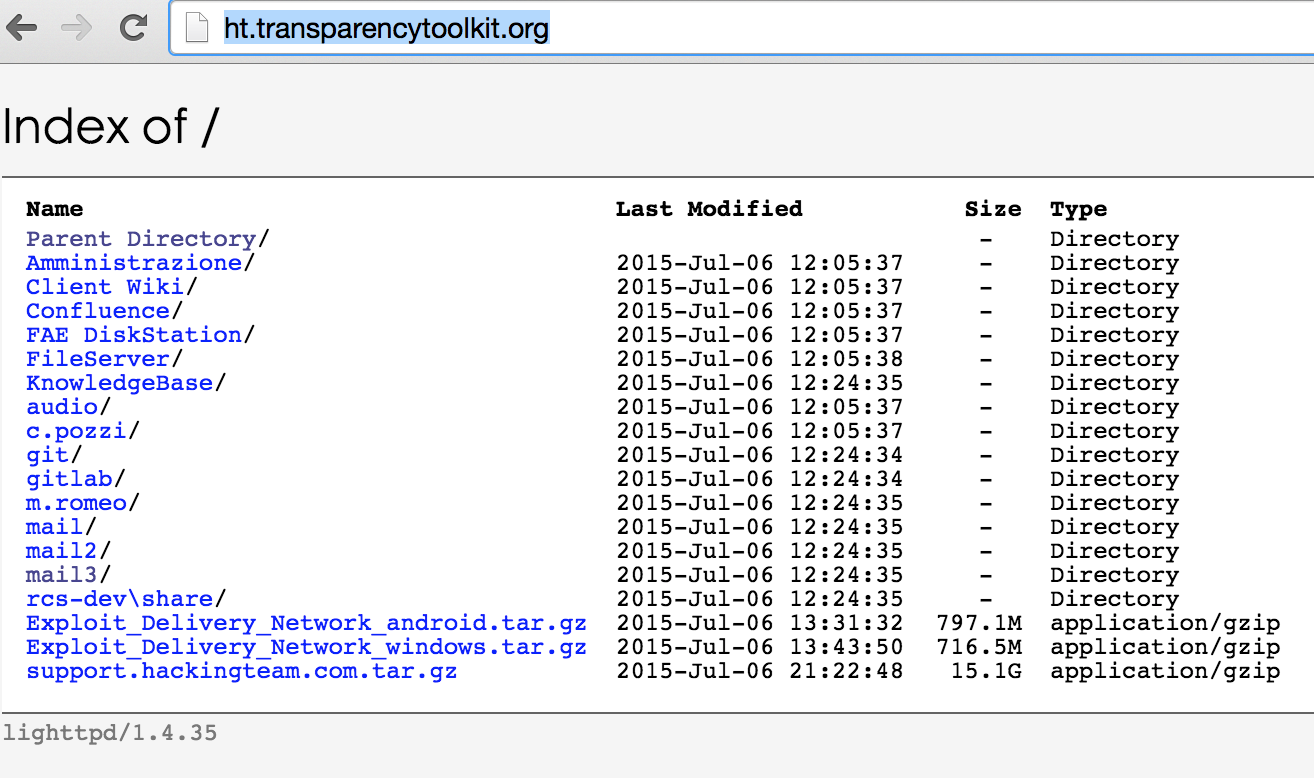 ht.transparencytoolkit.org
Index of /
Name Last Modified Size Type
Parent Directory/ - Directory
Amministrazione/ 2015-Jul-06 12:05:37 - Directory
Client Wiki/ 2015-Jul-06 12:05:37 - Directory
Confluence/ 2015-Jul-06 12:05:37 - Directory
FAE DiskStation/ 2015-Jul-06 12:05:37 - Directory
FileServer/ 2015-Jul-06 12:05:38 - Directory
KnowledgeBase/ 2015-Jul-06 12:24:35 - Directory
audio/ 2015-Jul-06 12:05:37 - Directory
c.pozzi/ 2015-Jul-06 12:05:37 - Directory
git/ 2015-Jul-06 12:24:34 - Directory
gitlab/ 2015-Jul-06 12:24:34 - Directory
m.romeo/ 2015-Jul-06 12:24:35 - Directory
mail/ 2015-Jul-06 12:24:35 - Directory
mail2/ 2015-Jul-06 12:24:35 - Directory
mail3/ 2015-Jul-06 12:24:35 - Directory
rcs-dev\share/ 2015-Jul-06 12:24:35 - Directory
Exploit_Delivery_Network_android.tar.gz 2015-Jul-06 13:31:32 797.1M application/gzip
Exploit_Delivery_Network_windows.tar.gz 2015-Jul-06 13:43:50 716.5M application/gzip
support.hackingteam.com.tar.gz 2015-Jul-06 21:22:48 15.1G application/gzip
lighttpd/1.4.35